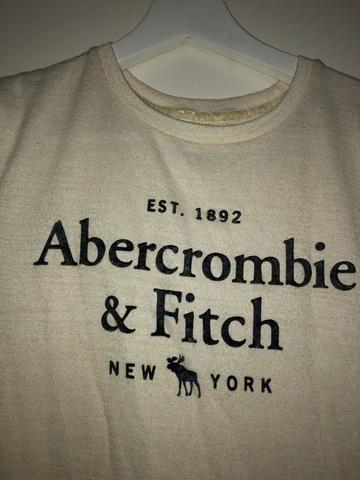 EST. 1892
Abercrombie
& Fitch
NEW YORK